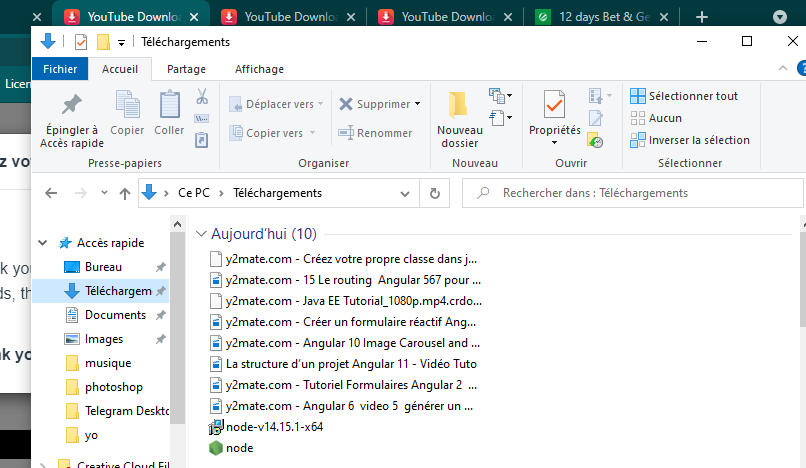 YouTube Downloa
YouTube Downloa
YouTube Downloa
12 days Bet & Ge
Téléchargements
Fichier
Accueil
Partage
Affichage
Licen
Épingler à
Accès rapide
Copier
Coller
Presse-papiers
Déplacer vers
Copier vers
Supprimer
Renommer
Organiser
Nouveau
dossier
Nouveau
Propriétés
Ouvrir
Sélectionner tout
Aucun
Inverser la sélection
Sélectionner
z vo
Ce PC
Téléchargements
Rechercher dans : Téléchargements
Accès rapide
Bureau
Téléchargem
Documents
Images
musique
photoshop
Telegram Deskto
yo
Creative Cloud Fil
k you
ds, th
nk yo
Aujourd'hui (10)
y2mate.com - Créez votre propre classe dans j...
y2mate.com - 15 Le routing Angular 567 pour ...
y2mate.com - Java EE Tutorial_1080p.mp4.crdo...
y2mate.com - Créer un formulaire réactif Ang...
y2mate.com - Angular 10 Image Carousel and ...
La structure d'un projet Angular 11 - Vidéo Tuto
y2mate.com - Tutoriel Formulaires Angular 2 ...
y2mate.com - Angular 6 video 5 générer un ...
node-v14.15.1-x64
node